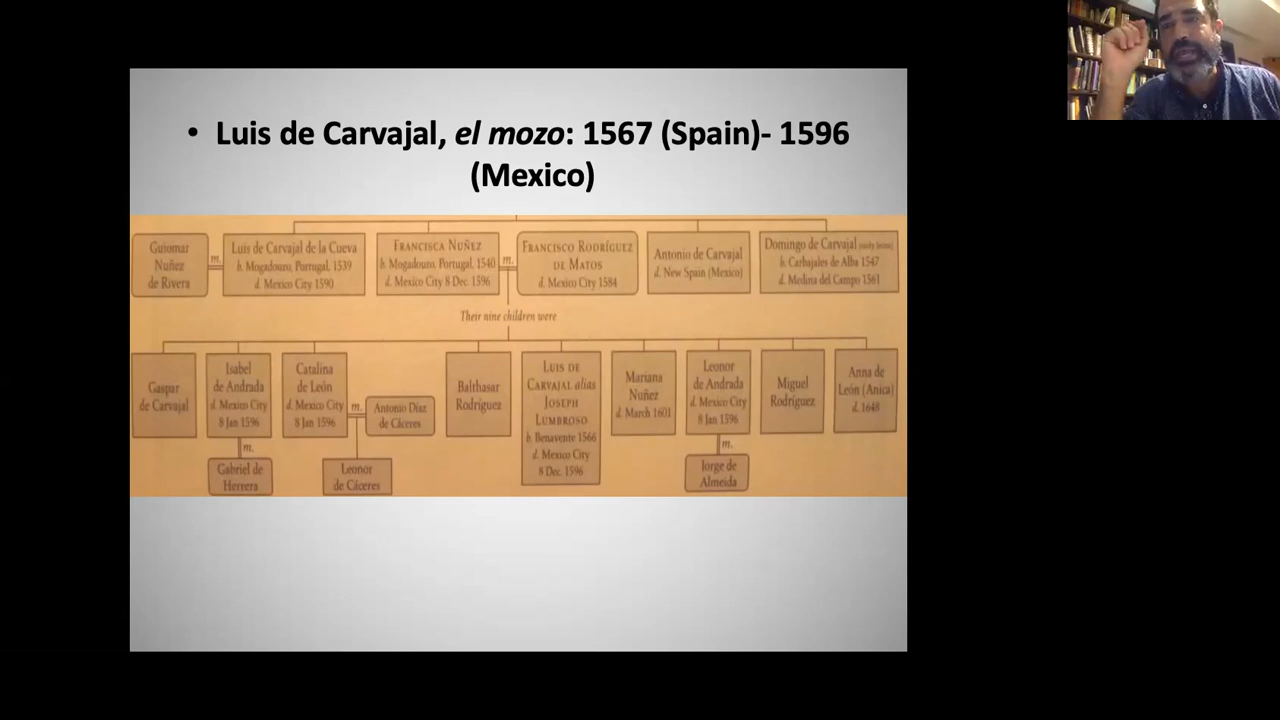 • Luis de Carvajal, el mozo: 1567 (Spain)- 1596
(Mexico)
Guiomar
Nuñez
de Rivera
m.
Luis de Carvajal de la Cueva
b. Mogadouro, Portugal, 1539
d. Mexico City 1590
FRANCISCA NUÑEZ
b. Mogadouro, Portugal, 1540
d. Mexico City 8 Dec. 1596
m.
FRANCISCO RODRÍGUEZ
DE MATOS
d. Mexico City 1584
Antonio de Carvajal
d. New Spain (Mexico)
Domingo de Carvajal
b. Carbajales de Alba 1547
d. Medina del Campo 1561
Their nine children were
Gaspar
de Carvajal
Isabel
de Andrada
d. Mexico City
8 Jan 1596
m.
Gabriel de
Herrera
Catalina
de León
d. Mexico City
8 Jan 1596
m.
Antonio Díaz
de Cáceres
Leonor
de Cáceres
Balthasar
Rodríguez
LUIS DE
CARVAJAL alias
JOSEPH
LUMBROSO
b. Benavente 1566
d. Mexico City
8 Dec. 1596
Mariana
Nuñez
d. March 1601
Leonor
de Andrada
d. Mexico City
8 Jan 1596
m.
Jorge de
Almeida
Miguel
Rodríguez
Anna de
León (Anica)
d. 1648